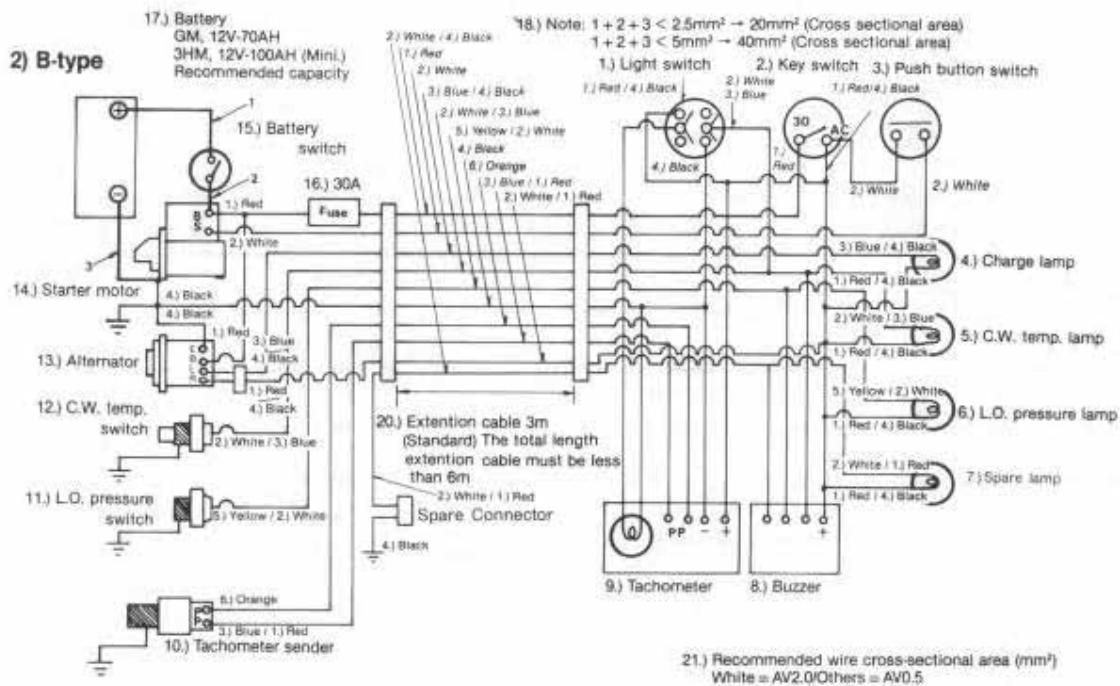 17.) Battery
GM, 12V-70AH
3HM, 12V-100AH (Mini.)
Recommended capacity
18.) Note: 1 + 2 + 3 < 2.5mm² → 20mm² (Cross sectional area)
1 + 2 + 3 < 5mm² → 40mm² (Cross sectional area)
2) B-type
1.) Light switch
2.) Key switch
3.) Push button switch
2.) White / 4.) Black
1.) Red
2.) White
3.) Blue / 4.) Black
2.) White / 3.) Blue
5.) Yellow / 2.) White
4.) Black
6.) Orange
3.) Blue / 1.) Red
2.) White / 1.) Red
1.) Red / 4.) Black
2.) White
3.) Blue
1.) Red/4.) Black
30
AC
4.) Black
1.)
Red
2.) White
2.) White
1
15.) Battery
switch
2
16.) 30A
Fuse
1.) Red
B
S
2.) White
3
14.) Starter motor
4.) Black
4.) Black
1.) Red
3.) Blue
4.) Black
13.) Alternator
1.) Red
4.) Black
12.) C.W. temp.
switch
2.) White / 3.) Blue
11.) L.O. pressure
switch
5.) Yellow / 2.) White
20.) Extention cable 3m
(Standard) The total length
extention cable must be less
than 6m
2.) White / 1.) Red
Spare Connector
4.) Black
3.) Blue / 4.) Black
4.) Charge lamp
1.) Red / 4.) Black
2.) White / 3.) Blue
5.) C.W. temp. lamp
1.) Red / 4.) Black
5.) Yellow / 2.) White
6.) L.O. pressure lamp
1.) Red / 4.) Black
2.) White / 1.) Red
7.) Spare lamp
1.) Red / 4.) Black
PP − +
+
9.) Tachometer
8.) Buzzer
6.) Orange
3.) Blue / 1.) Red
10.) Tachometer sender
21.) Recommended wire cross-sectional area (mm²)
White = AV2.0/Others = AV0.5